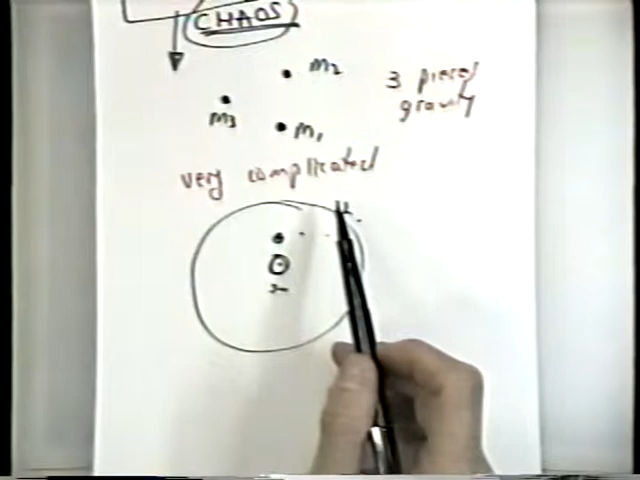 CHAOS
m2
3 pieces
m3
gravity
m1
very complicated